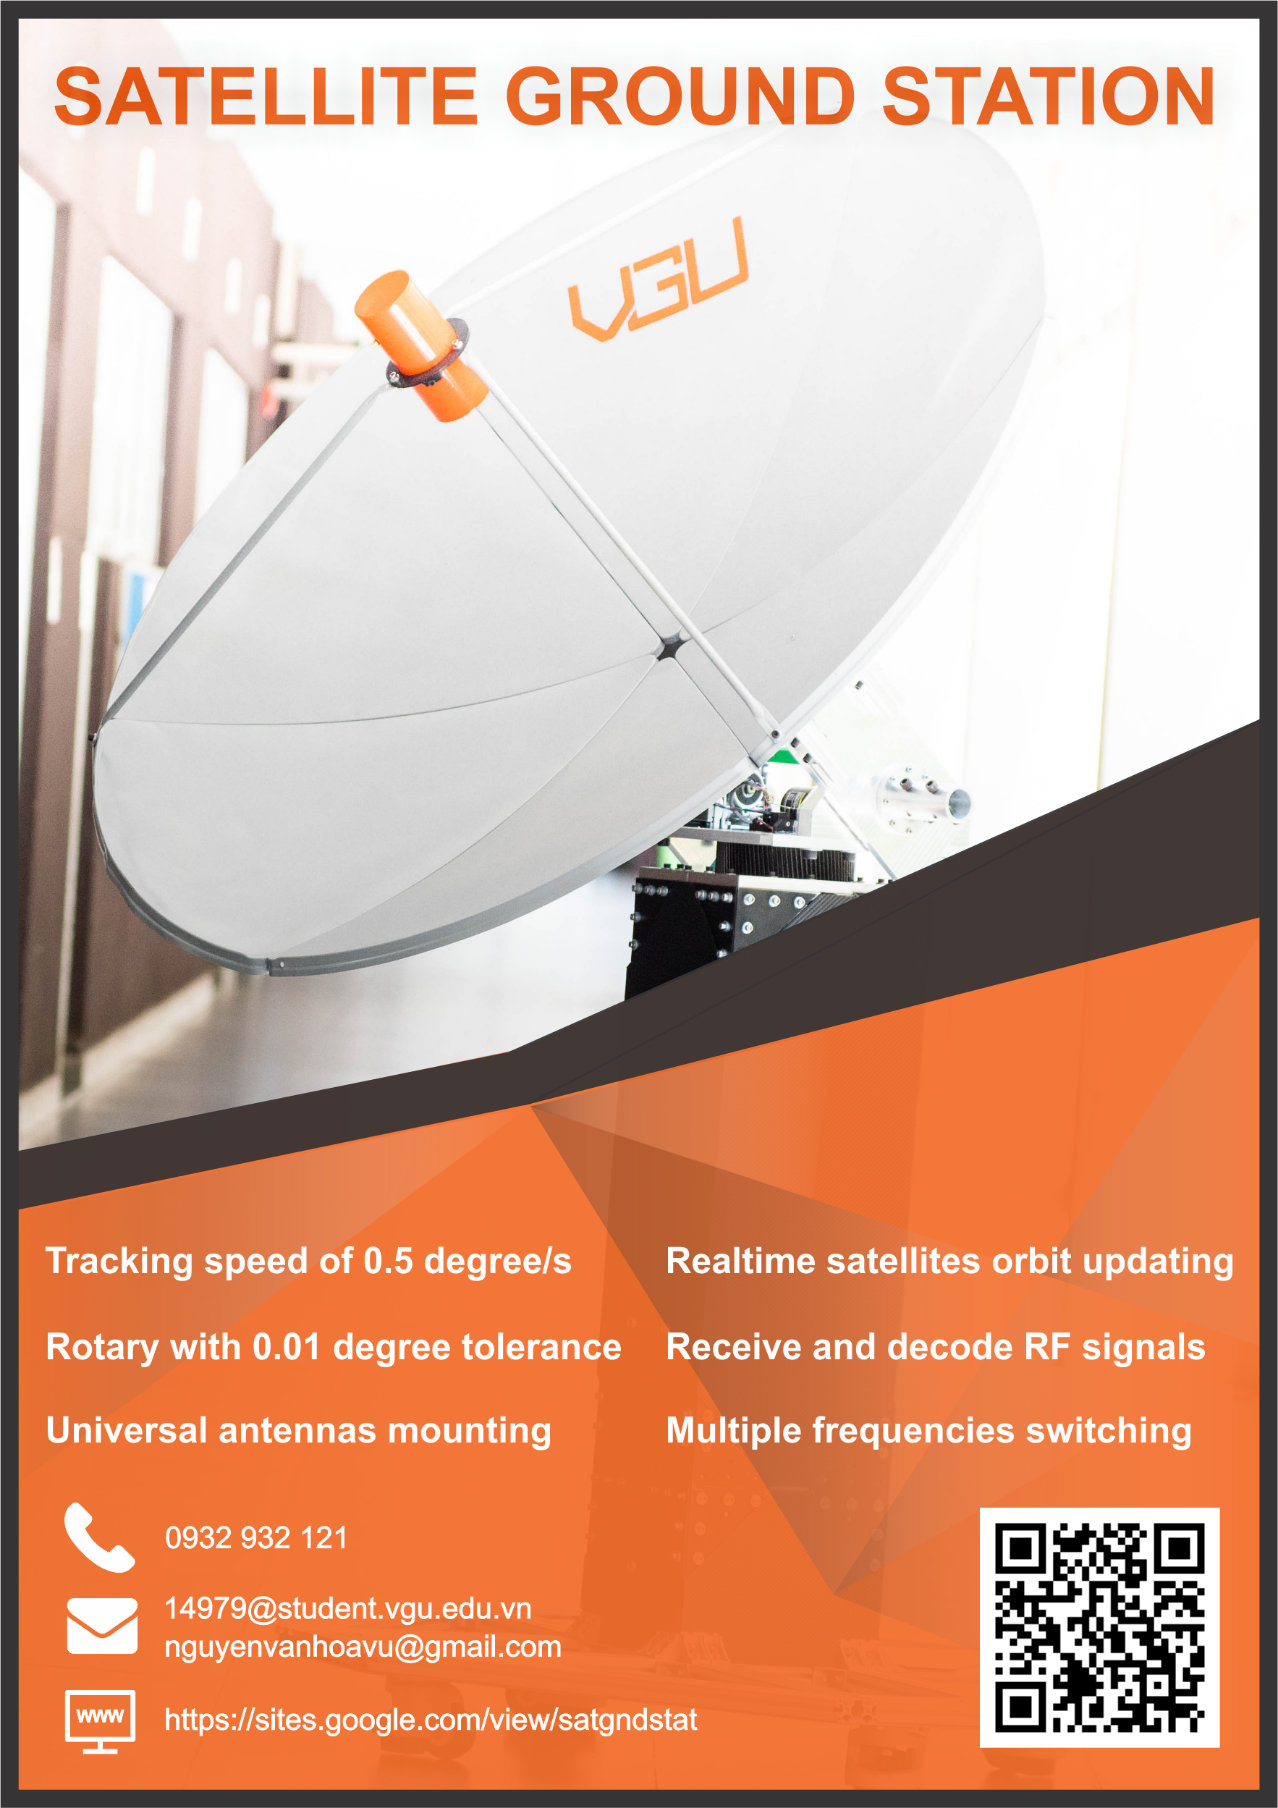 SATELLITE GROUND STATION
VGU
Tracking speed of 0.5 degree/s
Rotary with 0.01 degree tolerance
Universal antennas mounting
Realtime satellites orbit updating
Receive and decode RF signals
Multiple frequencies switching
0932 932 121
14979@student.vgu.edu.vn
nguyenvanhoavu@gmail.com
www
https://sites.google.com/view/satgndstat